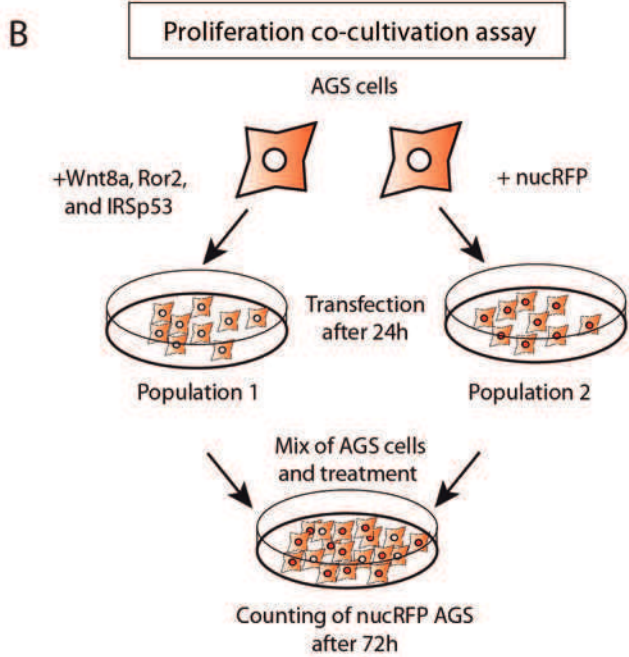 B
Proliferation co-cultivation assay
AGS cells
+Wnt8a, Ror2,
and IRSp53
+ nucRFP
Transfection
after 24h
Population 1
Population 2
Mix of AGS cells
and treatment
Counting of nucRFP AGS
after 72h